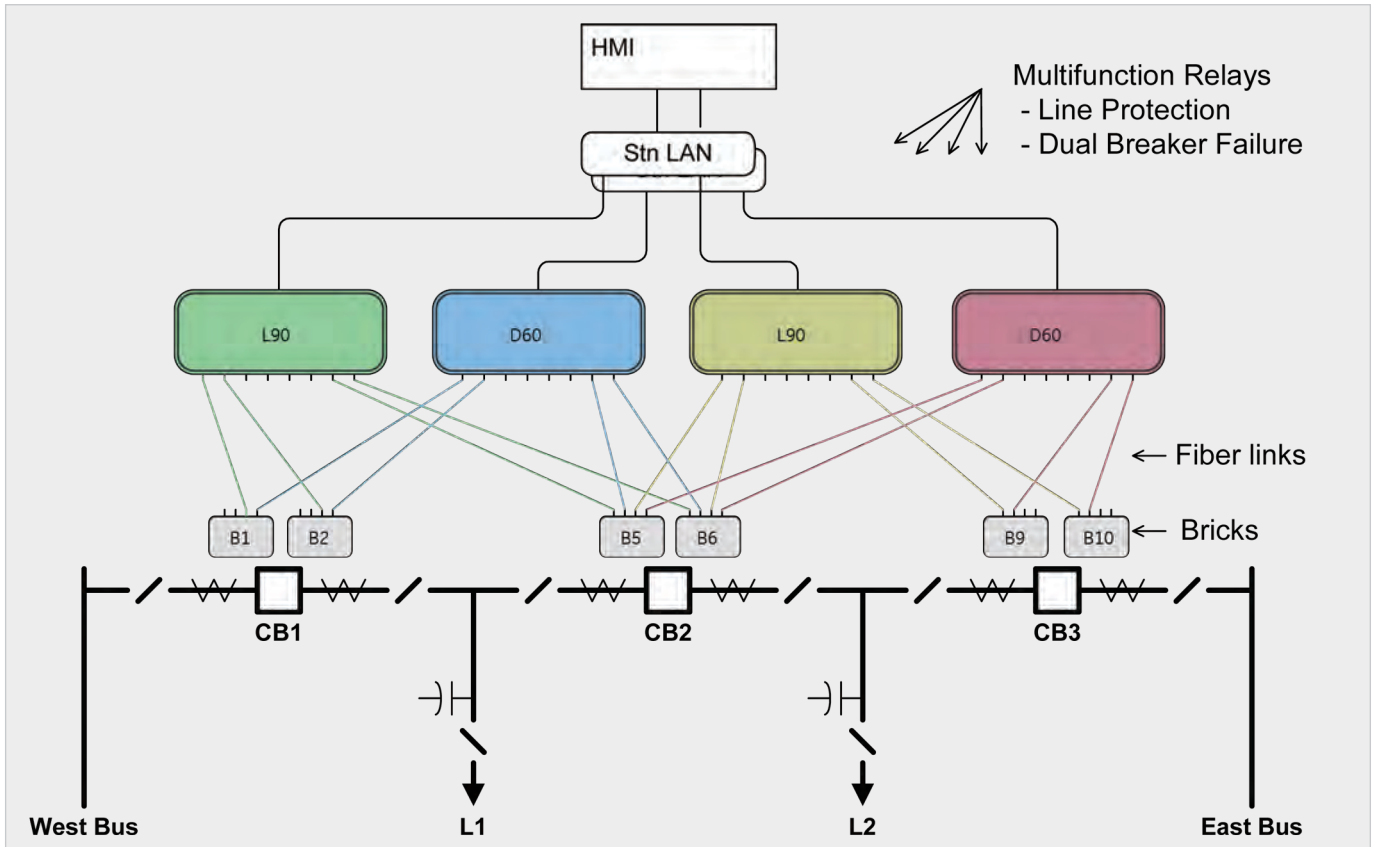 HMI
Multifunction Relays
- Line Protection
- Dual Breaker Failure
Stn LAN
L90
D60
L90
D60
Fiber links
B1
B2
B5
B6
B9
B10
Bricks
CB1
CB2
CB3
West Bus
L1
L2
East Bus